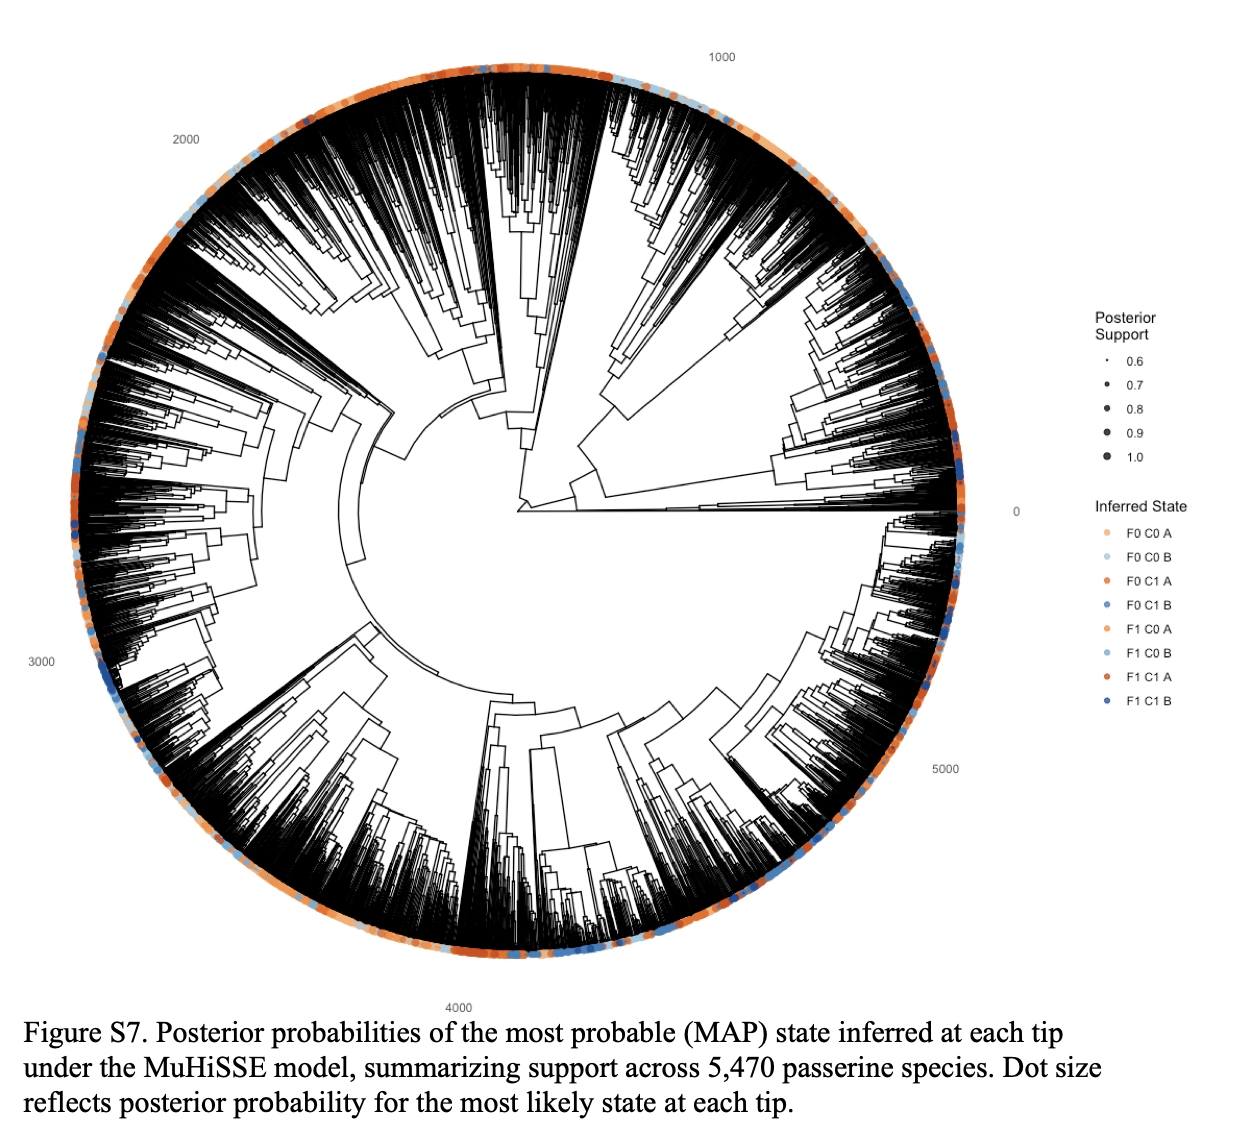 1000
2000
0
3000
5000
4000
Posterior
Support
0.6
0.7
0.8
0.9
1.0
Inferred State
F0 C0 A
F0 C0 B
F0 C1 A
F0 C1 B
F1 C0 A
F1 C0 B
F1 C1 A
F1 C1 B
Figure S7. Posterior probabilities of the most probable (MAP) state inferred at each tip
under the MuHiSSE model, summarizing support across 5,470 passerine species. Dot size
reflects posterior probability for the most likely state at each tip.